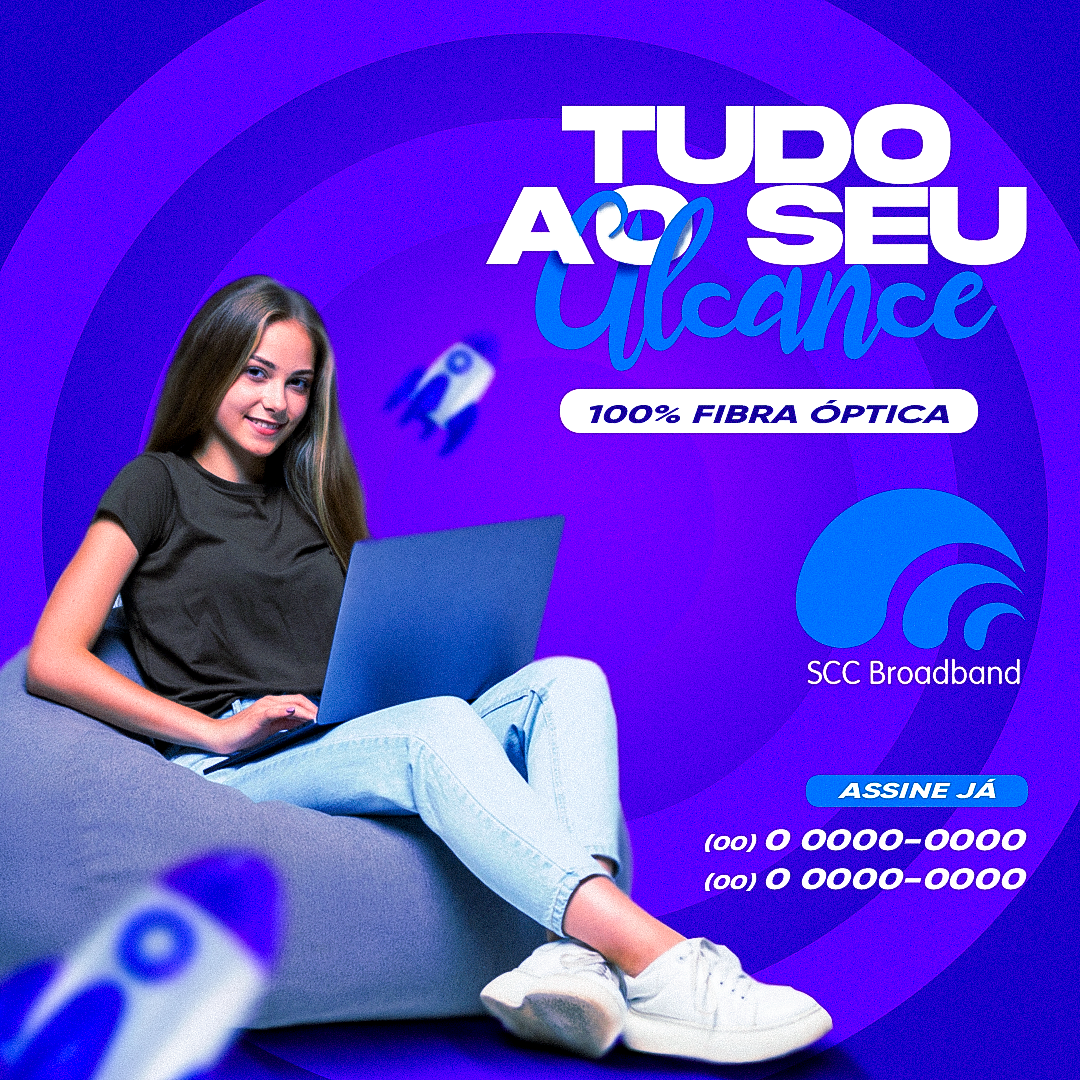 TUDO
AO SEU
Alcance
100% FIBRA ÓPTICA
SCC Broadband
ASSINE JÁ
(00) 0 0000-0000
(00) 0 0000-0000